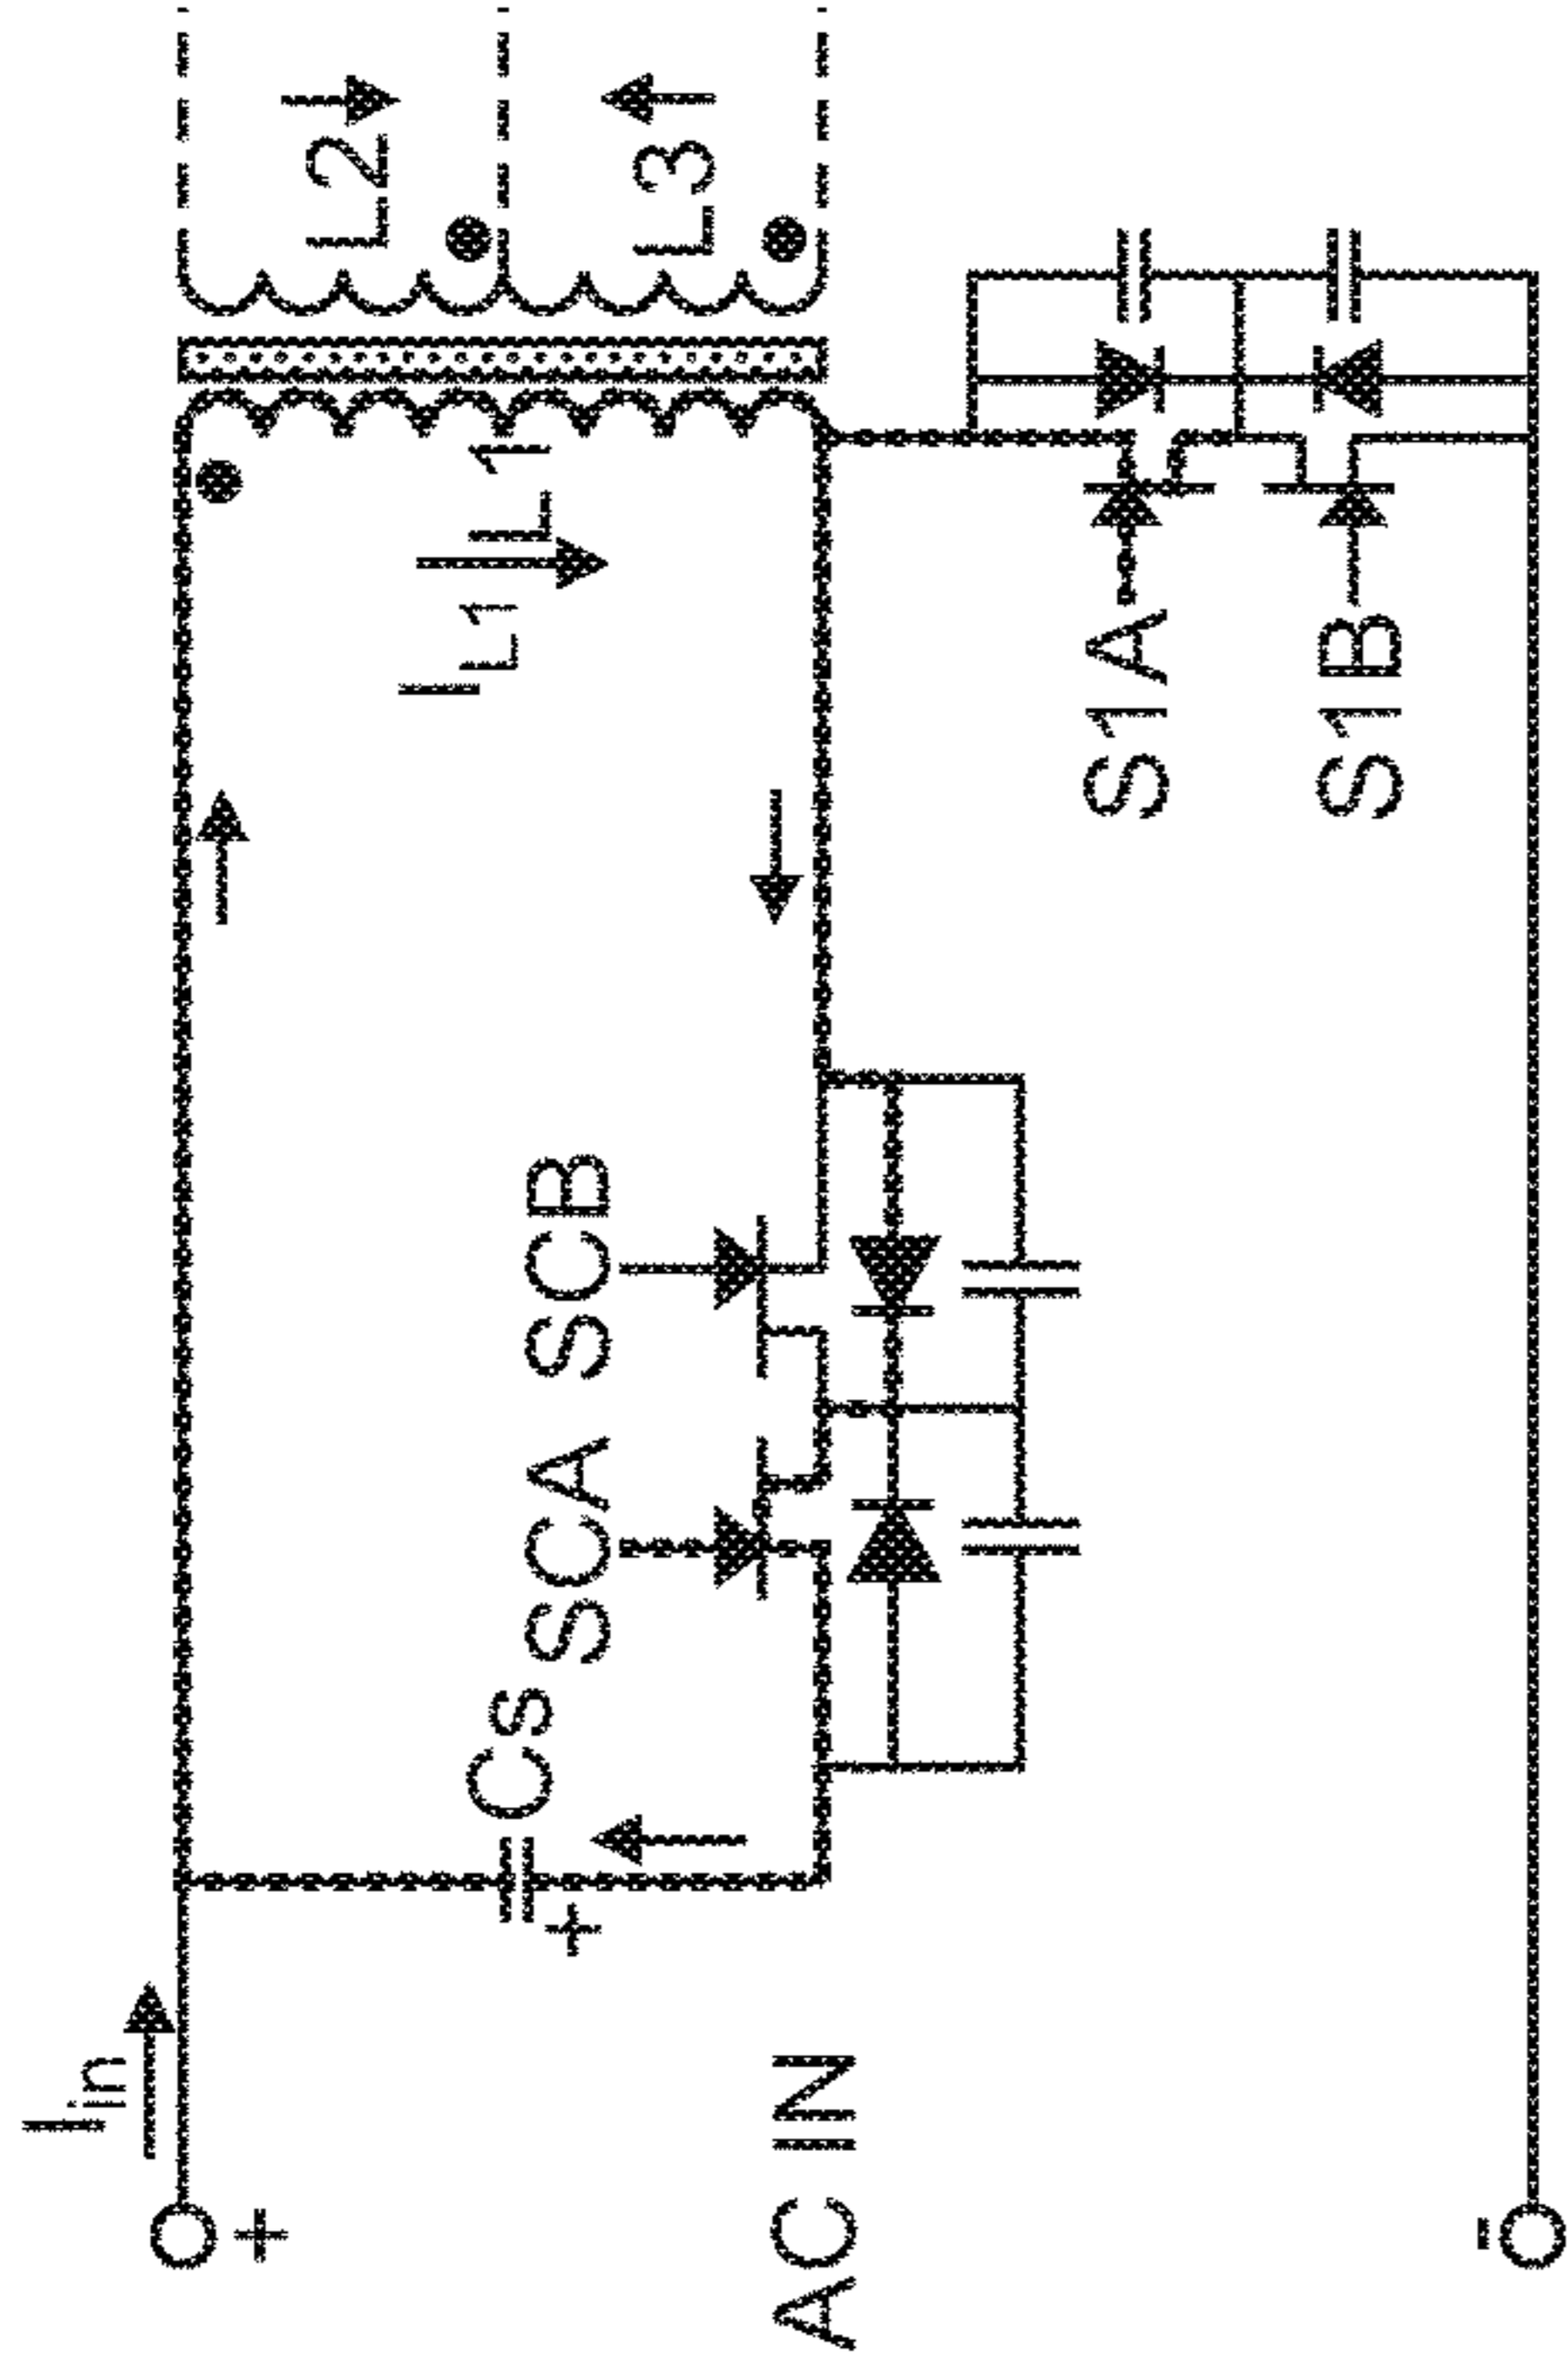 Iin
+
L2
IL1
L1
Cs
+
SCA SCB
L3
AC IN
S1A
S1B
-